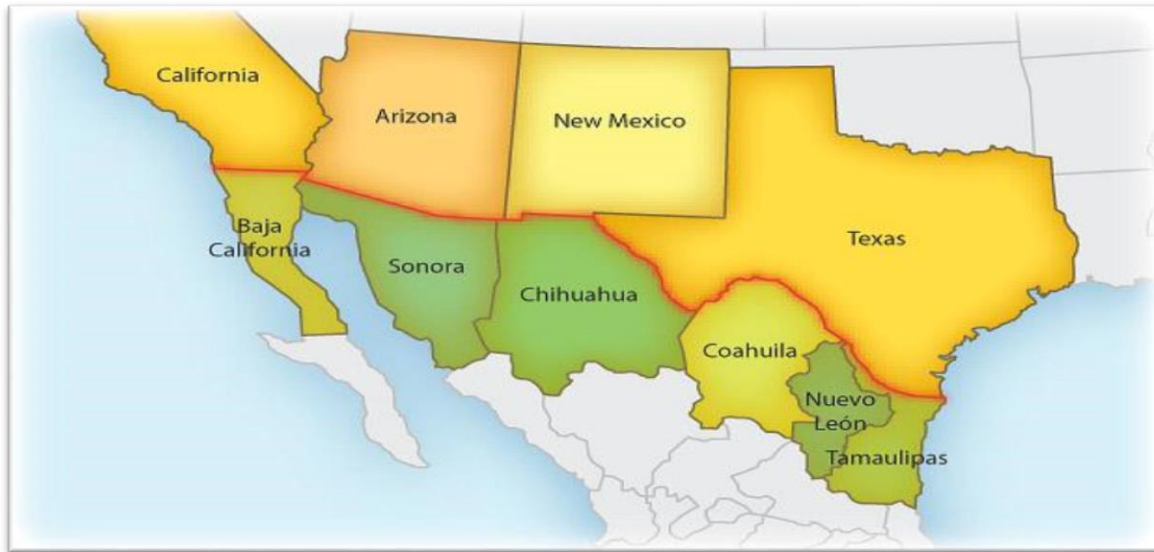 California
Arizona
New Mexico
Texas
Baja
California
Sonora
Chihuahua
Coahuila
Nuevo
León
Tamaulipas